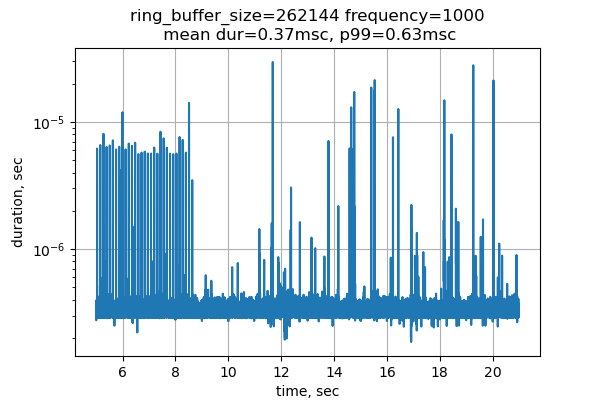 ring_buffer_size=262144 frequency=1000
mean dur=0.37msc, p99=0.63msc
duration, sec
10⁻⁵
10⁻⁶
6 8 10 12 14 16 18 20
time, sec